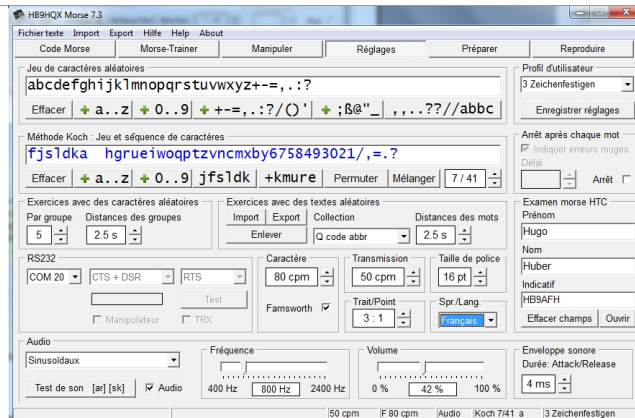 HB9HQX Morse 7.3
Fichier texte Import Export Hilfe Help About
Code Morse Morse-Trainer Manipuler Réglages Préparer Reproduire
Jeu de caractères aléatoires
abcdefghijklmnopqrstuvwxyz+-=,.:?
Effacer + a..z + 0..9 + +-=,.:?/()' + ;ß@"_ ,,..??//abbc
Profil d'utilisateur
3 Zeichenfestigen
Enregistrer réglages
Méthode Koch : Jeu et séquence de caractères
fjsldka hgrueiwoqptzvncmxby6758493021/,=.?
Effacer + a..z + 0..9 jfsldk +kmure Permuter Mélanger 7 / 41
Arrêt après chaque mot
Indiquer erreurs rouges
Délai
Arrêt
Exercices avec des caractères aléatoires
Par groupe Distances des groupes
5 2.5 s
Exercices avec des textes aléatoires
Import Export Collection Distances des mots
Enlever Q code abbr 2.5 s
Examen morse HTC
Prénom
Hugo
Nom
Huber
Indicatif
HB9AFH
Effacer champs Ouvrir
RS232
COM 20 CTS + DSR RTS
Test
Manipulateur TRX
Caractère
80 cpm
Farnsworth
Transmission
50 cpm
Trait/Point
3 : 1
Taille de police
16 pt
Spr./Lang.
Français
Audio
Sinusoïdaux
Test de son [ar] [sk] Audio
Fréquence
400 Hz 800 Hz 2400 Hz
Volume
0 % 42 % 100 %
Enveloppe sonore
Durée: Attack/Release
4 ms
50 cpm F 80 cpm Audio Koch 7/41 a 3 Zeichenfestigen